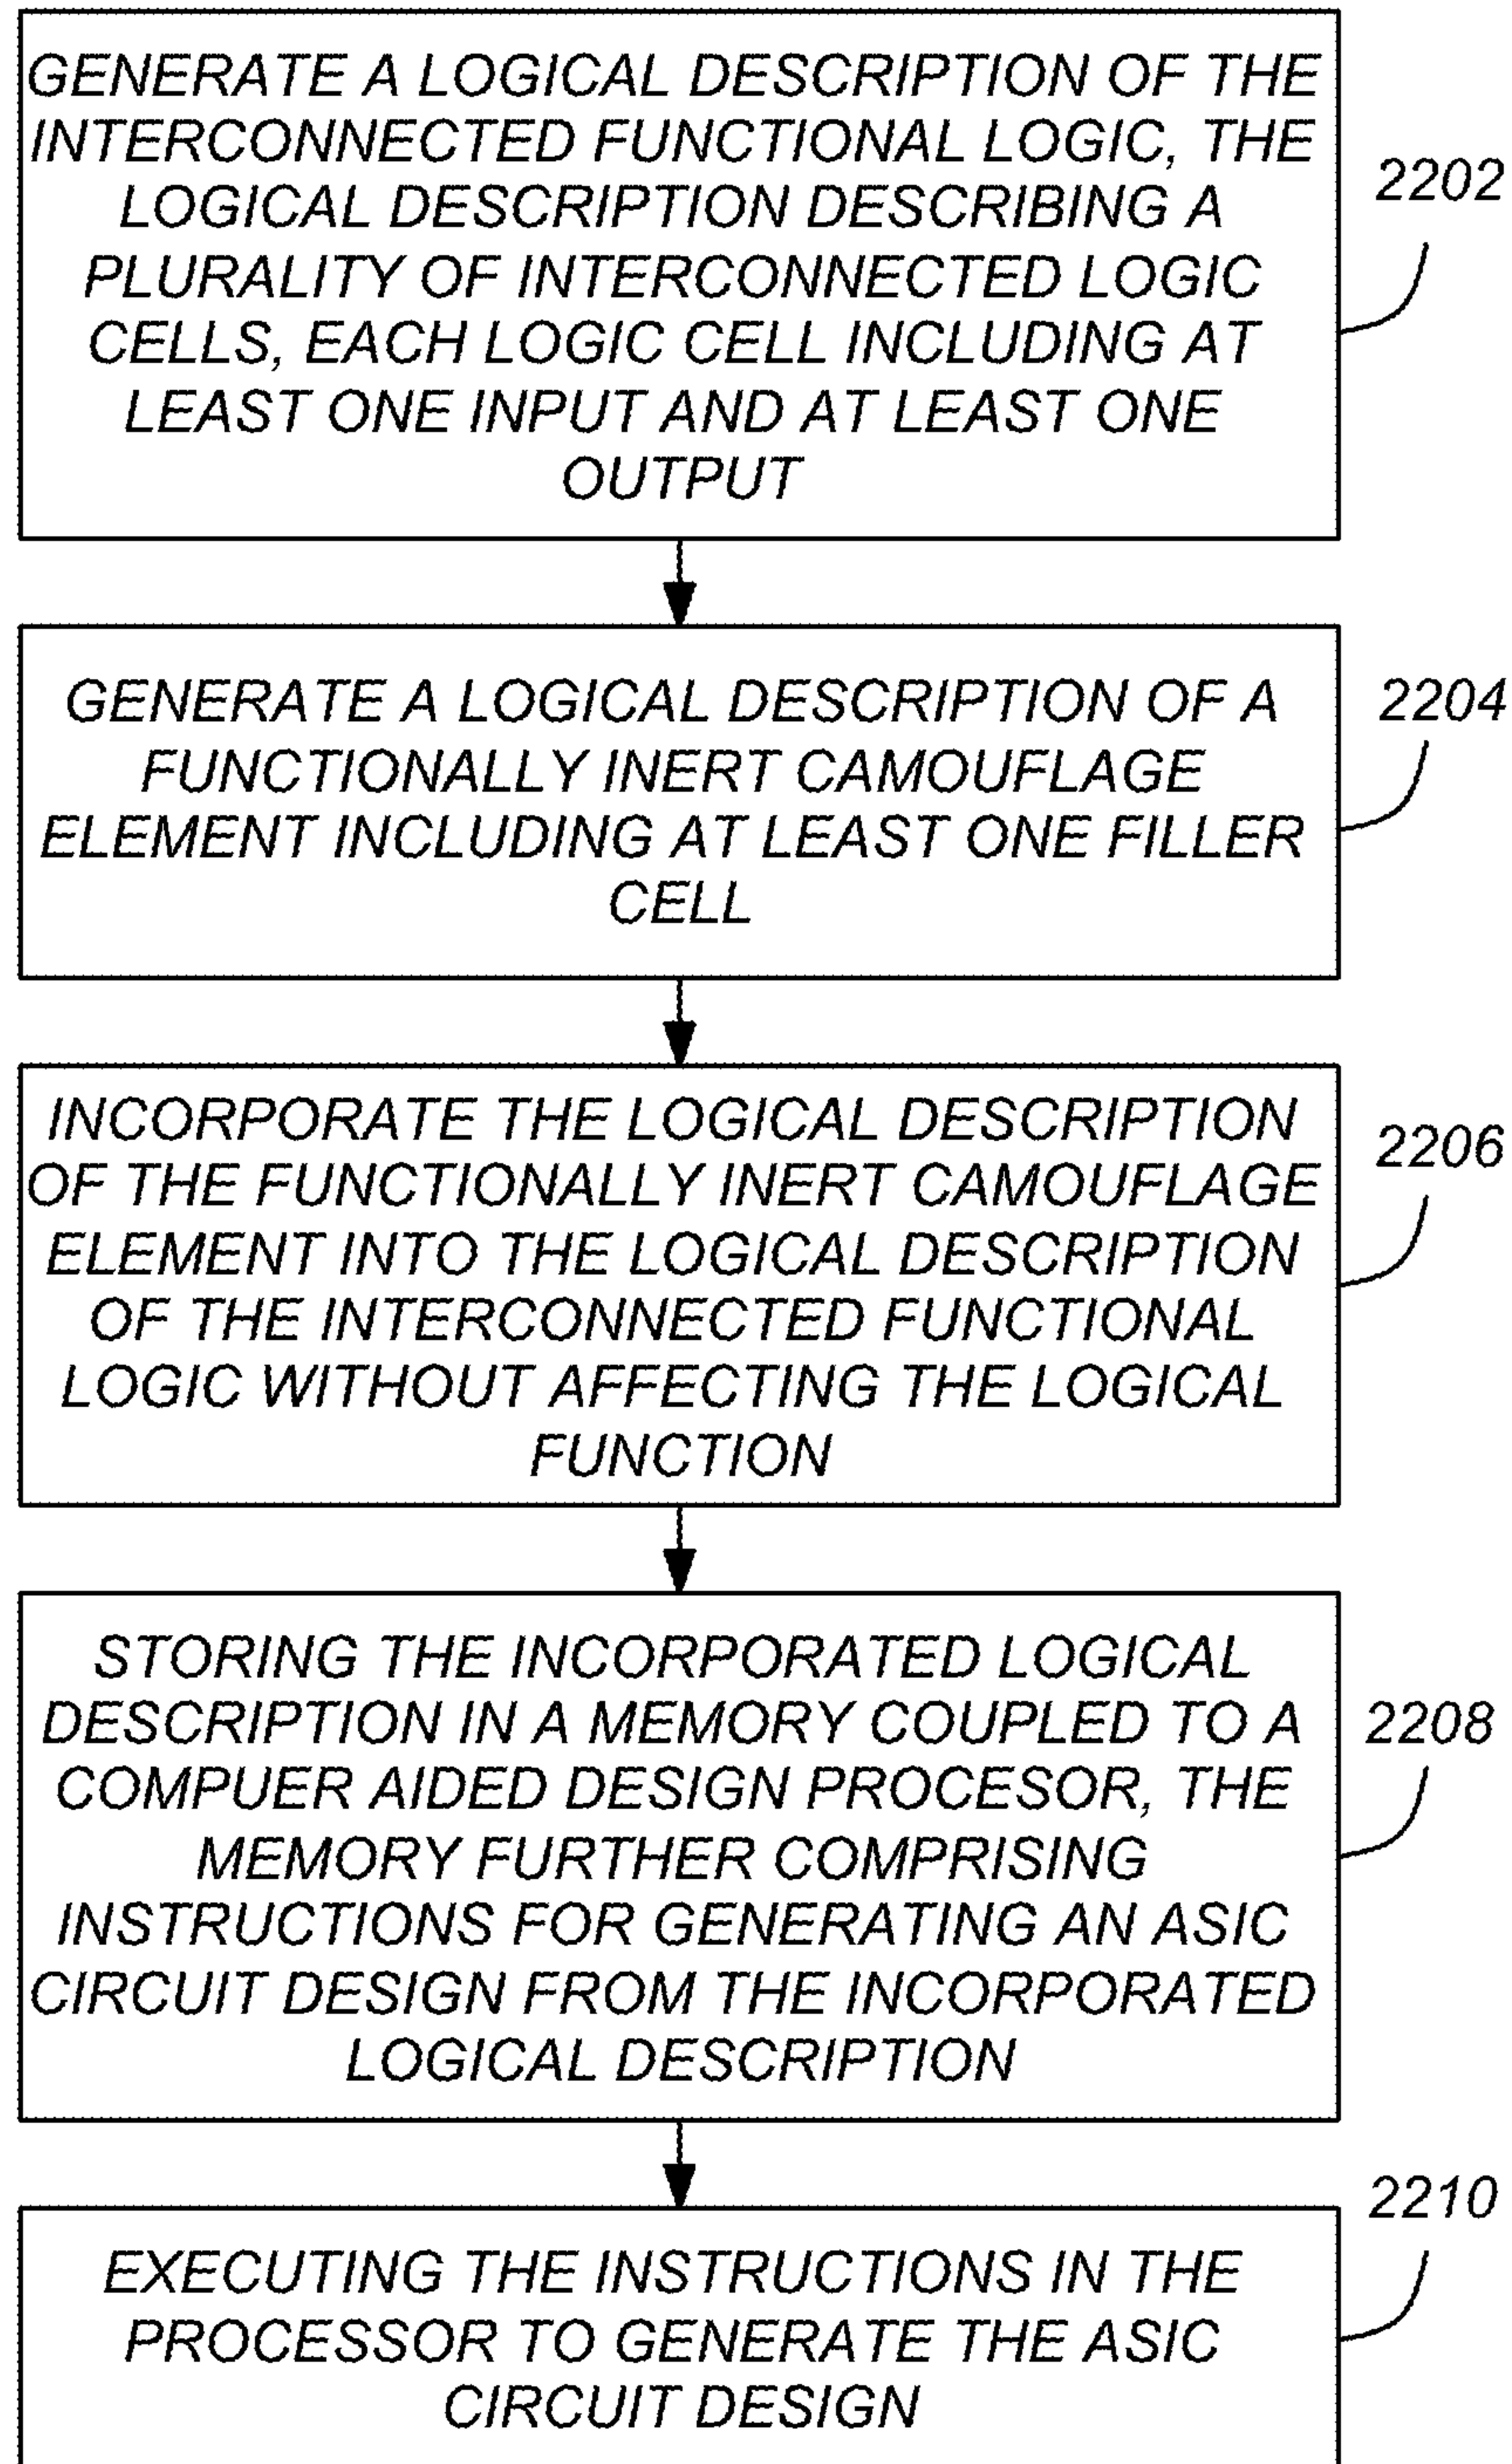 GENERATE A LOGICAL DESCRIPTION OF THE
INTERCONNECTED FUNCTIONAL LOGIC, THE
LOGICAL DESCRIPTION DESCRIBING A
PLURALITY OF INTERCONNECTED LOGIC
CELLS, EACH LOGIC CELL INCLUDING AT
LEAST ONE INPUT AND AT LEAST ONE
OUTPUT
2202
GENERATE A LOGICAL DESCRIPTION OF A
FUNCTIONALLY INERT CAMOUFLAGE
ELEMENT INCLUDING AT LEAST ONE FILLER
CELL
2204
INCORPORATE THE LOGICAL DESCRIPTION
OF THE FUNCTIONALLY INERT CAMOUFLAGE
ELEMENT INTO THE LOGICAL DESCRIPTION
OF THE INTERCONNECTED FUNCTIONAL
LOGIC WITHOUT AFFECTING THE LOGICAL
FUNCTION
2206
STORING THE INCORPORATED LOGICAL
DESCRIPTION IN A MEMORY COUPLED TO A
COMPUER AIDED DESIGN PROCESOR, THE
MEMORY FURTHER COMPRISING
INSTRUCTIONS FOR GENERATING AN ASIC
CIRCUIT DESIGN FROM THE INCORPORATED
LOGICAL DESCRIPTION
2208
EXECUTING THE INSTRUCTIONS IN THE
PROCESSOR TO GENERATE THE ASIC
CIRCUIT DESIGN
2210